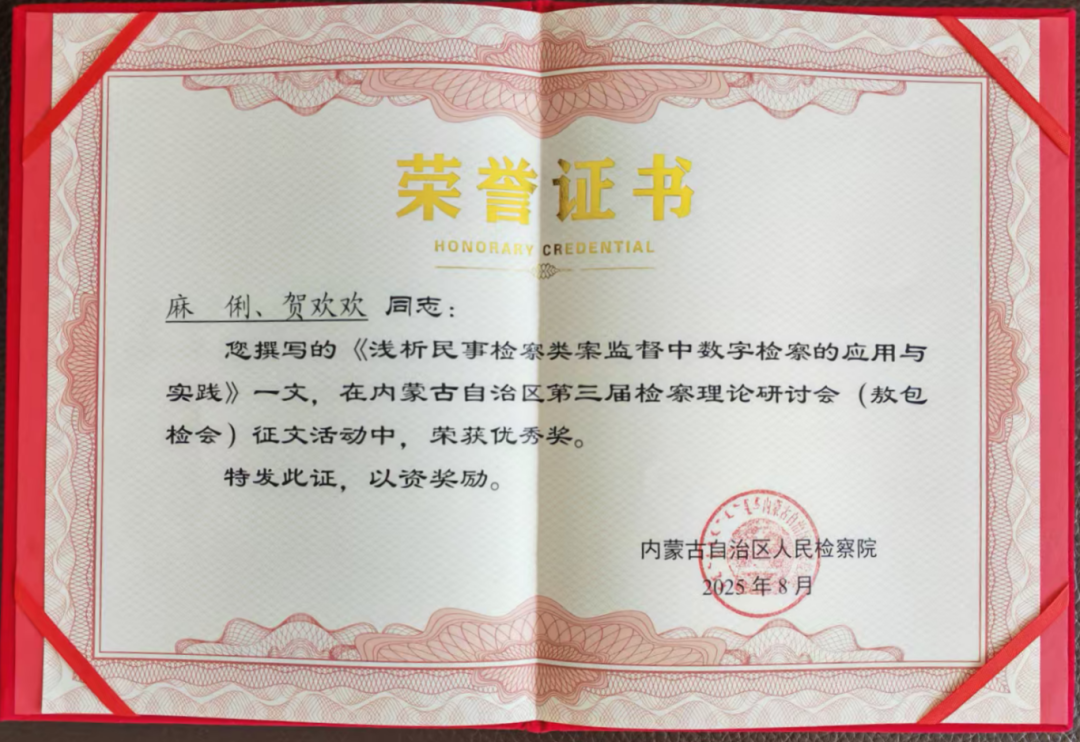 荣誉证书
HONORARY CREDENTIAL
麻　俐、贺欢欢 同志：
您撰写的《浅析民事检察类案监督中数字检察的应用与
实践》一文，在内蒙古自治区第三届检察理论研讨会（敖包
检会）征文活动中，荣获优秀奖。
特发此证，以资奖励。
内蒙古自治区人民检察院
2025 年 8 月